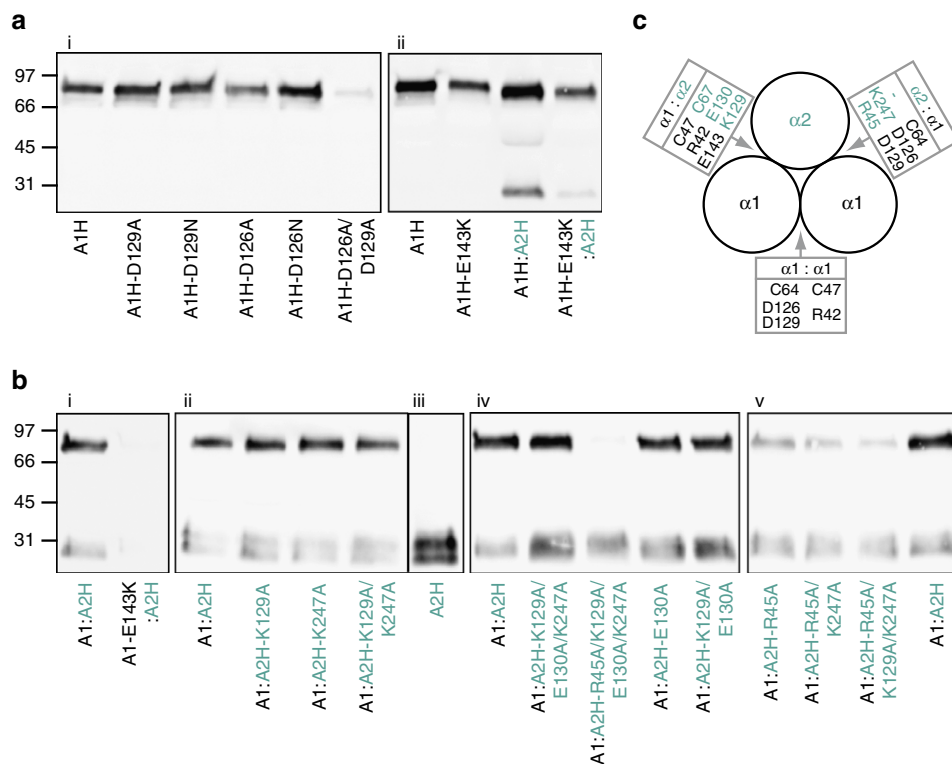 a
i
ii
97
66
45
31
A1H
A1H-D129A
A1H-D129N
A1H-D126A
A1H-D126N
A1H-D126A/
D129A
A1H
A1H-E143K
A1H:A2H
A1H-E143K
:A2H
c
α1 : α2
C47 C67
R42 E130
E143 K129
α2 : α1
- C64
K247 D126
R45 D129
α2
α1
α1
α1 : α1
C64 C47
D126
D129
R42
b
i
ii
iii
iv
v
97
66
45
31
A1:A2H
A1-E143K
:A2H
A1:A2H
A1:A2H-K129A
A1:A2H-K247A
A1:A2H-K129A/
K247A
A2H
A1:A2H
A1:A2H-K129A/
E130A/K247A
A1:A2H-R45A/K129A/
E130A/K247A
A1:A2H-E130A
A1:A2H-K129A/
E130A
A1:A2H-R45A
A1:A2H-R45A/
K247A
A1:A2H-R45A/
K129A/K247A
A1:A2H